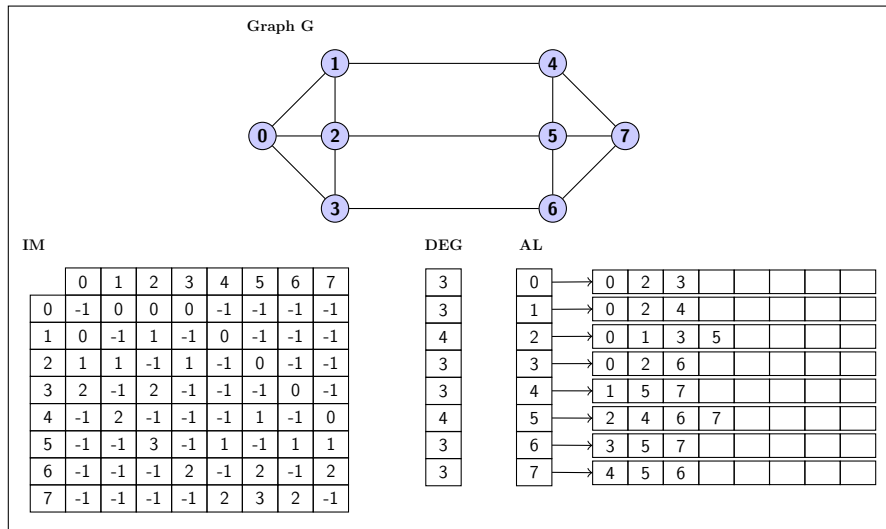 Graph G
1 4
0 2 5 7
3 6
IM DEG AL
0 1 2 3 4 5 6 7
0 -1 0 0 0 -1 -1 -1 -1
1 0 -1 1 -1 0 -1 -1 -1
2 1 1 -1 1 -1 0 -1 -1
3 2 -1 2 -1 -1 -1 0 -1
4 -1 2 -1 -1 -1 1 -1 0
5 -1 -1 3 -1 1 -1 1 1
6 -1 -1 -1 2 -1 2 -1 2
7 -1 -1 -1 -1 2 3 2 -1
3
3
4
3
3
4
3
3
0 0 2 3
1 0 2 4
2 0 1 3 5
3 0 2 6
4 1 5 7
5 2 4 6 7
6 3 5 7
7 4 5 6